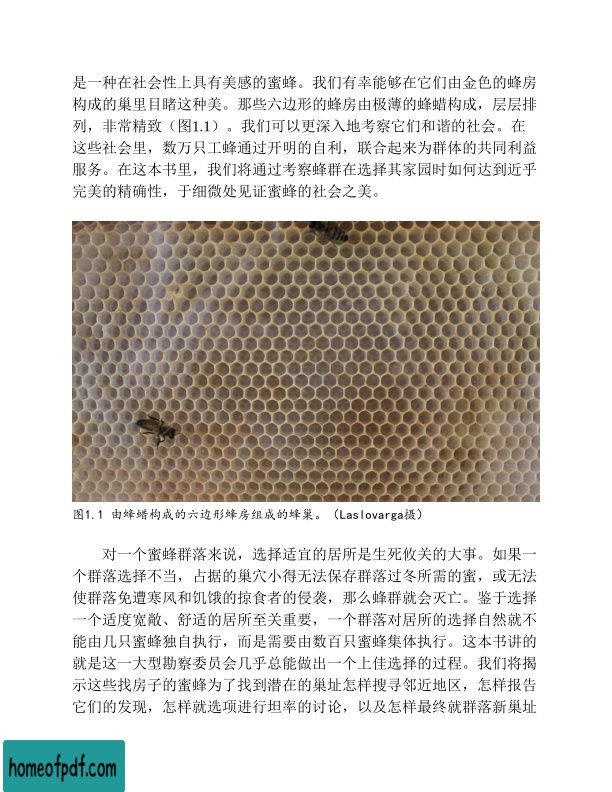 是一种在社会性上具有美感的蜜蜂。我们有幸能够在它们由金色的蜂房
构成的巢里目睹这种美。那些六边形的蜂房由极薄的蜂蜡构成，层层排
列，非常精致（图1.1）。我们可以更深入地考察它们和谐的社会。在
这些社会里，数万只工蜂通过开明的自利，联合起来为群体的共同利益
服务。在这本书里，我们将通过考察蜂群在选择其家园时如何达到近乎
完美的精确性，于细微处见证蜜蜂的社会之美。
图1.1 由蜂蜡构成的六边形蜂房组成的蜂巢。（Laslovarga摄）
对一个蜜蜂群落来说，选择适宜的居所是生死攸关的大事。如果一
个群落选择不当，占据的巢穴小得无法保存群落过冬所需的蜜，或无法
使群落免遭寒风和饥饿的掠食者的侵袭，那么蜂群就会灭亡。鉴于选择
一个适度宽敞、舒适的居所至关重要，一个群落对居所的选择自然就不
能由几只蜜蜂独自执行，而是需要由数百只蜜蜂集体执行。这本书讲的
就是这一大型勘察委员会几乎总能做出一个上佳选择的过程。我们将揭
示这些找房子的蜜蜂为了找到潜在的巢址怎样搜寻邻近地区，怎样报告
它们的发现，怎样就选项进行坦率的讨论，以及怎样最终就群落新巢址
homeofpdf.com